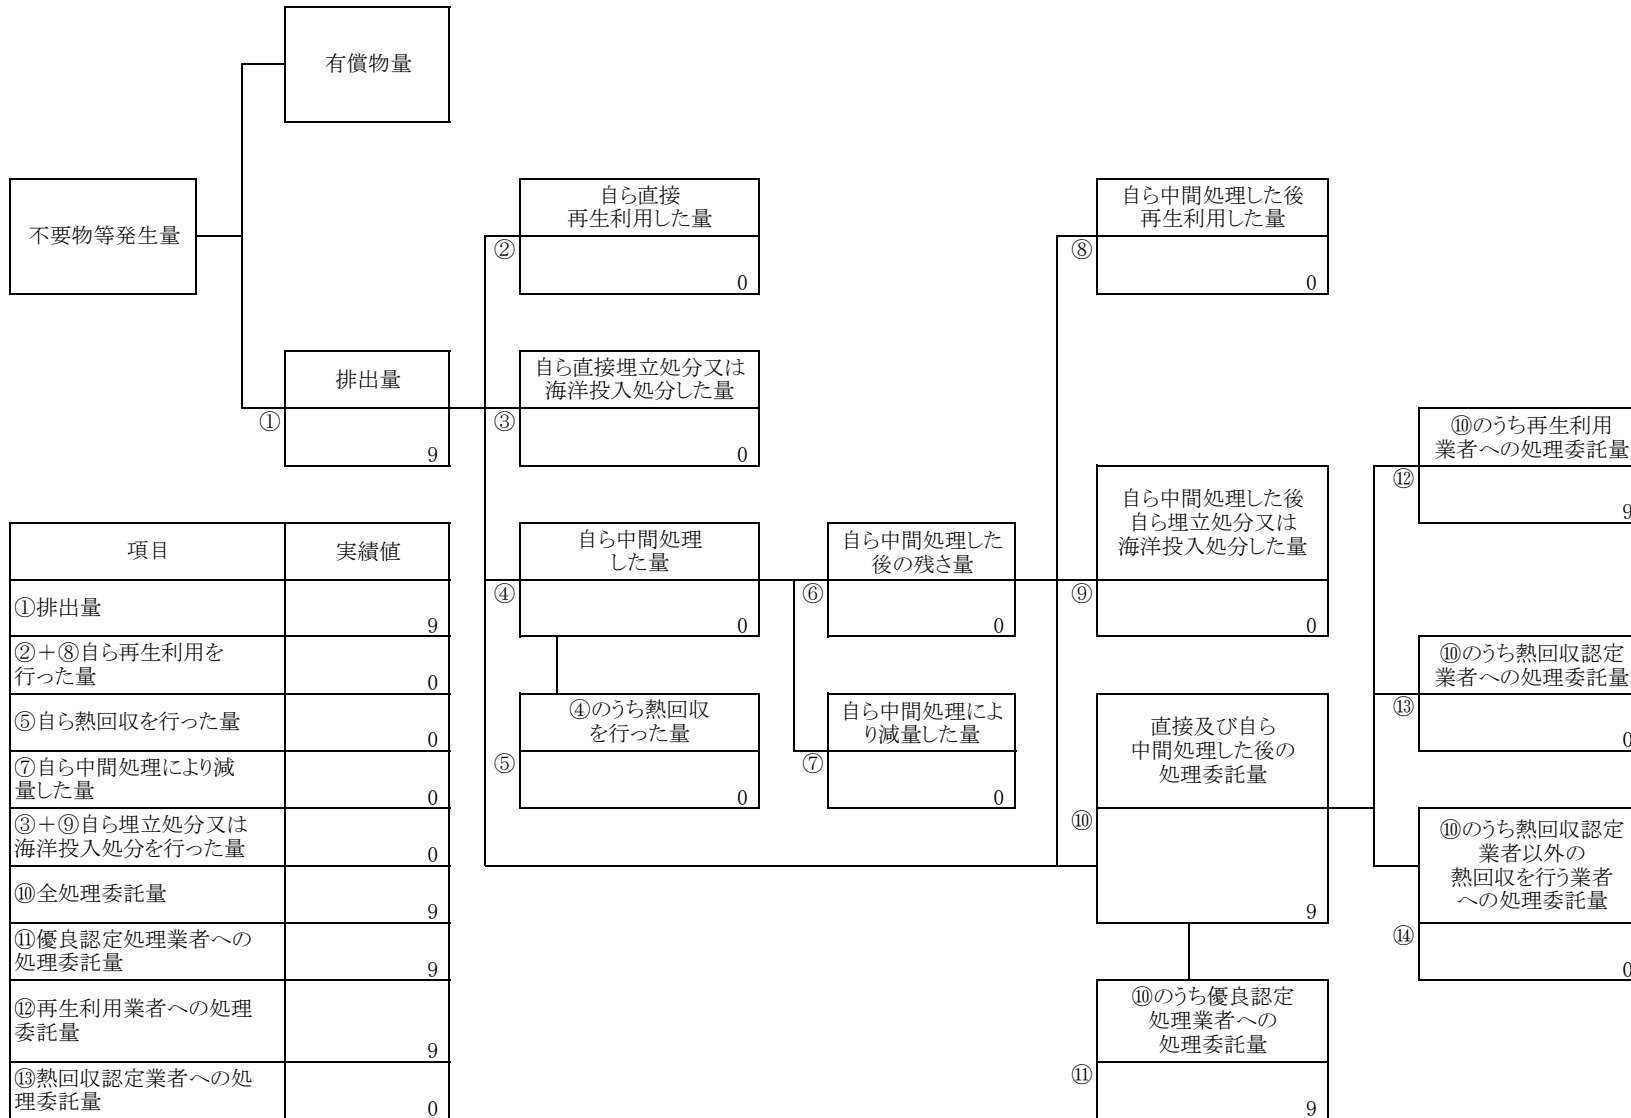 有償物量
不要物等発生量
自ら直接
再生利用した量
②
0
自ら中間処理した後
再生利用した量
⑧
0
排出量
①
9
自ら直接埋立処分又は
海洋投入処分した量
③
0
⑩のうち再生利用
業者への処理委託量
⑫
9
自ら中間処理
した量
④
0
自ら中間処理した
後の残さ量
⑥
0
自ら中間処理した後
自ら埋立処分又は
海洋投入処分した量
⑨
0
⑩のうち熱回収認定
業者への処理委託量
⑬
0
④のうち熱回収
を行った量
⑤
0
自ら中間処理によ
り減量した量
⑦
0
直接及び自ら
中間処理した後の
処理委託量
⑩
9
⑩のうち熱回収認定
業者以外の
熱回収を行う業者
への処理委託量
⑭
0
⑩のうち優良認定
処理業者への
処理委託量
⑪
9
項目 実績値
①排出量
9
②+⑧自ら再生利用を
行った量
0
⑤自ら熱回収を行った量
0
⑦自ら中間処理により減
量した量
0
③+⑨自ら埋立処分又は
海洋投入処分を行った量
0
⑩全処理委託量
9
⑪優良認定処理業者への
処理委託量
9
⑫再生利用業者への処理
委託量
9
⑬熱回収認定業者への処
理委託量
0